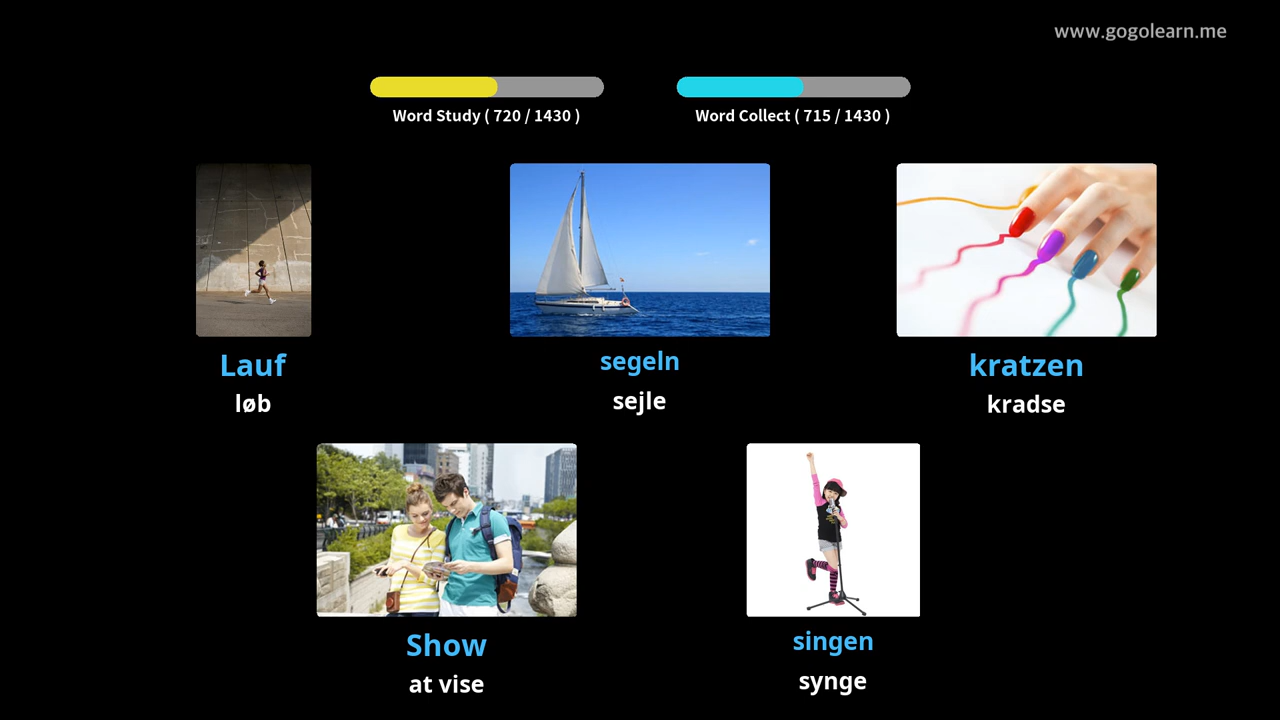 www.gogolearn.me
Word Study ( 720 / 1430 )
Word Collect ( 715 / 1430 )
Lauf
løb
segeln
sejle
kratzen
kradse
Show
at vise
singen
synge